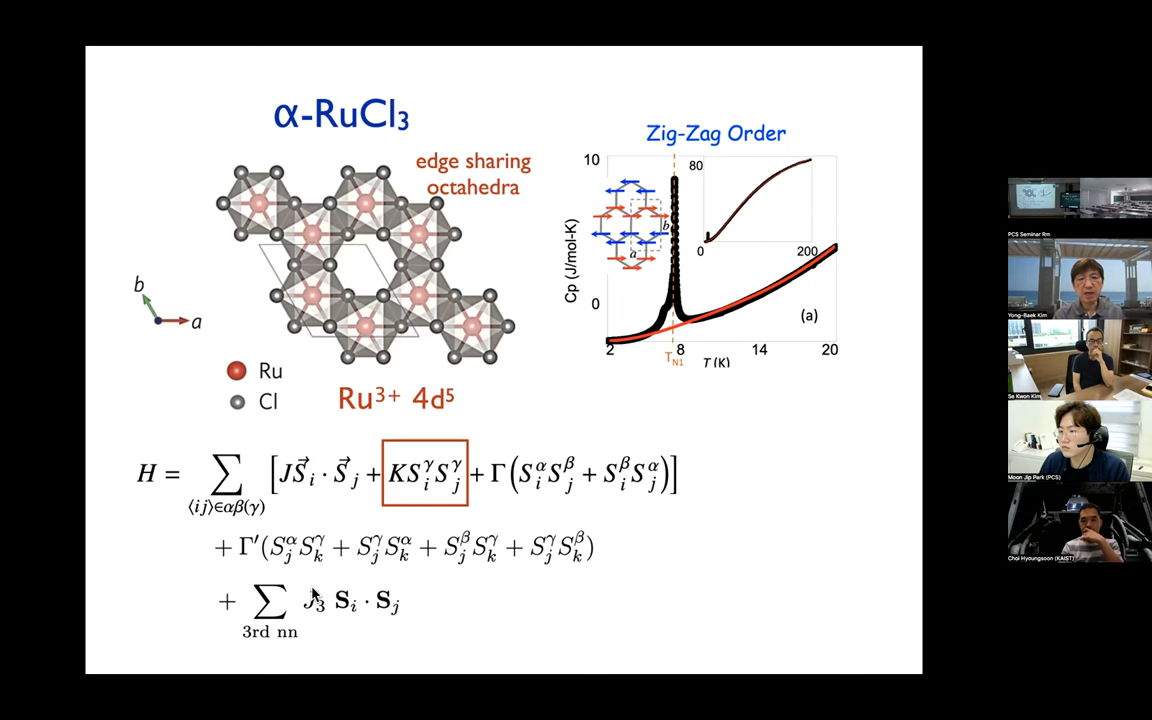 α-RuCl₃
edge sharing
octahedra
b
a
Ru
Cl
Ru³⁺ 4d⁵
Zig-Zag Order
10
80
Cp (J/mol-K)
b
a
0
200
0
(a)
2
8
14
20
T_N1
T (K)
H = ∑_{⟨ij⟩∈αβ(γ)} [J S⃗_i · S⃗_j + K S_i^γ S_j^γ + Γ (S_i^α S_j^β + S_i^β S_j^α)]
+ Γ′(S_j^α S_k^γ + S_j^γ S_k^α + S_j^β S_k^γ + S_j^γ S_k^β)
+ ∑_{3rd nn} J₃ S_i · S_j
PCS Seminar Rm
Yong-Baek Kim
Se Kwon Kim
Moon Jip Park (PCS)
Choi Hyoungsoon (KAIST)